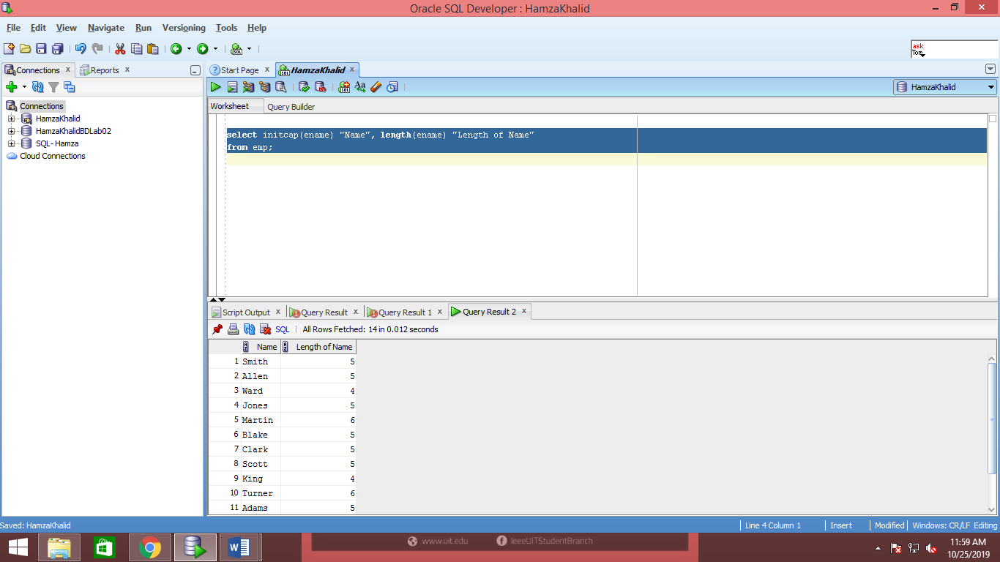 Oracle SQL Developer : HamzaKhalid
File Edit View Navigate Run Versioning Tools Help
ask
Tom
Connections x Reports x
Start Page x HamzaKhalid x
HamzaKhalid
Connections
HamzaKhalid
HamzaKhalidBDLab02
SQL- Hamza
Cloud Connections
Worksheet Query Builder
select initcap(ename) "Name", length(ename) "Length of Name"
from emp;
Script Output x Query Result x Query Result 1 x Query Result 2 x
SQL | All Rows Fetched: 14 in 0.012 seconds
Name Length of Name
1 Smith 5
2 Allen 5
3 Ward 4
4 Jones 5
5 Martin 6
6 Blake 5
7 Clark 5
8 Scott 5
9 King 4
10 Turner 6
11 Adams 5
Saved: HamzaKhalid
Line 4 Column 1 | Insert | Modified | Windows: CR/LF Editing
www.uit.edu IeeeUITStudentBranch
11:59 AM
10/25/2019